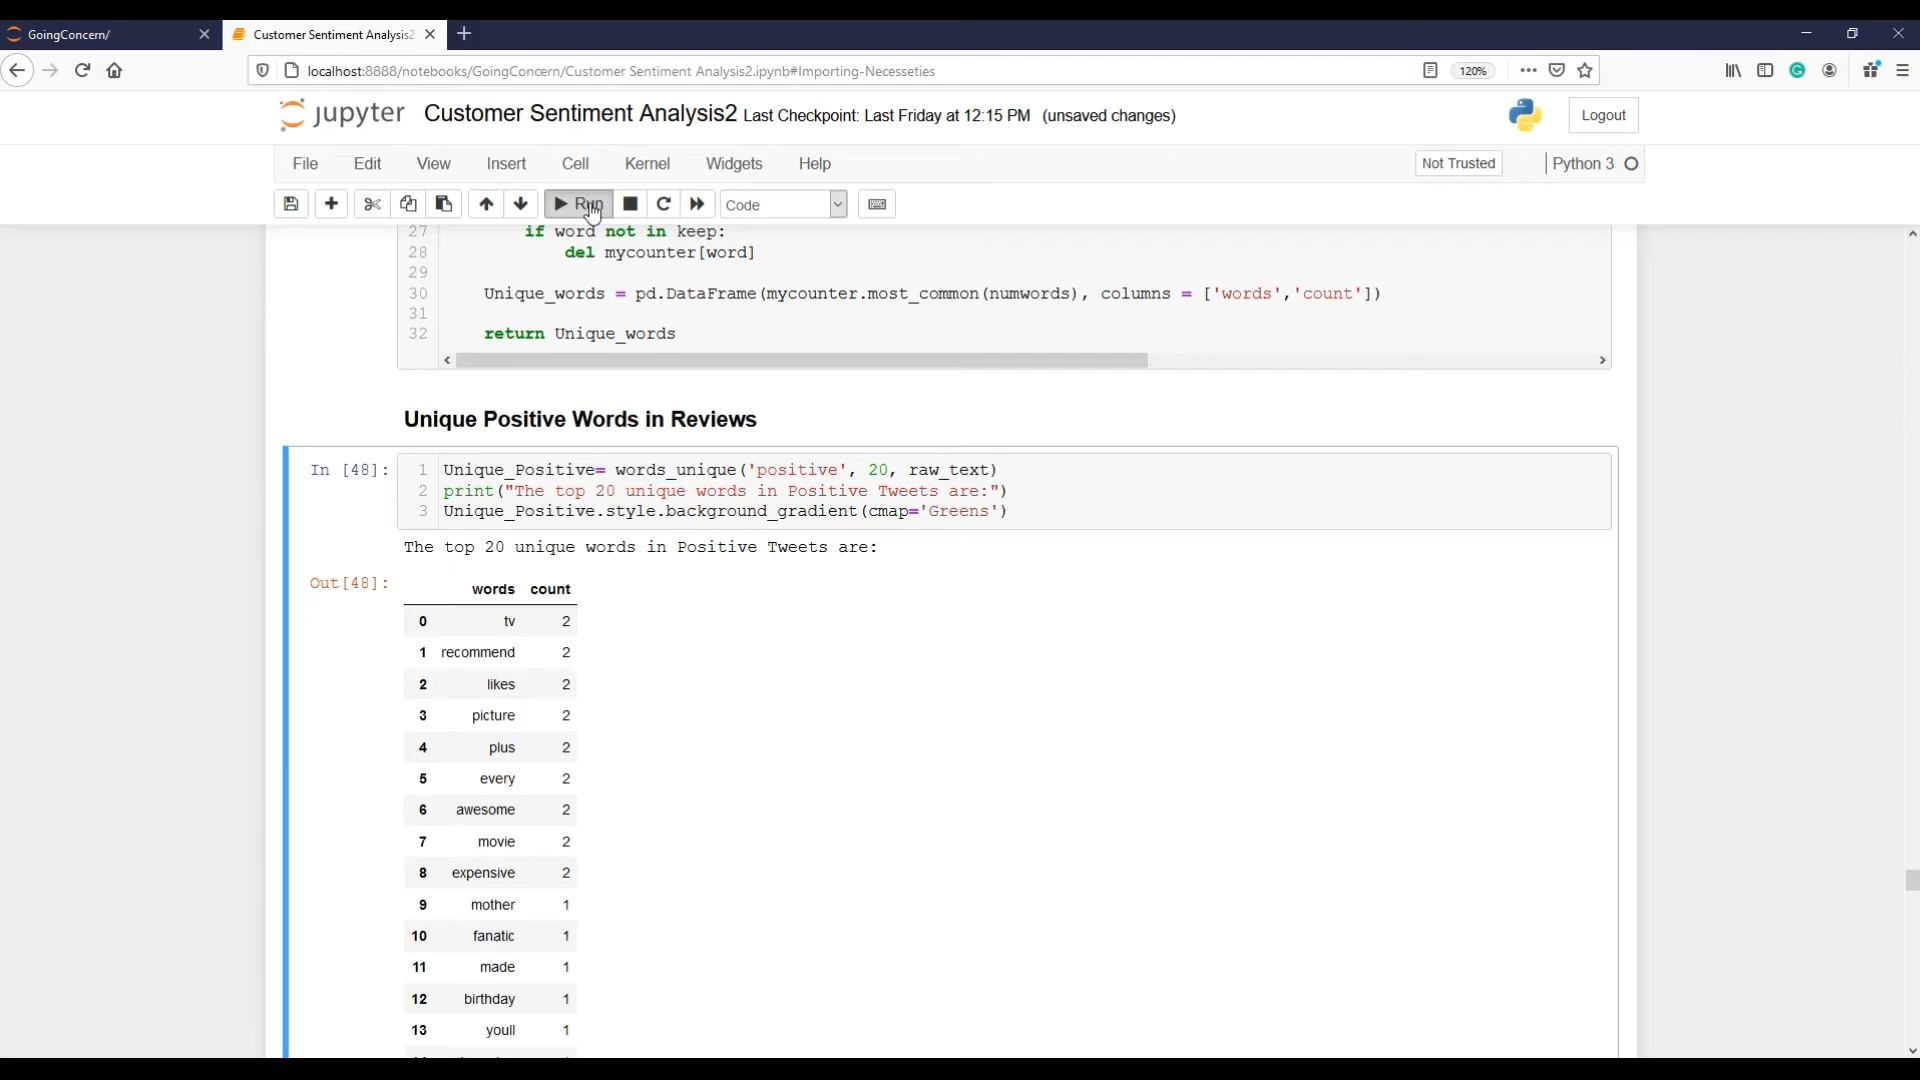 GoingConcern/
Customer Sentiment Analysis2
localhost:8888/notebooks/GoingConcern/Customer Sentiment Analysis2.ipynb#Importing-Necesseties
120%
jupyter Customer Sentiment Analysis2 Last Checkpoint: Last Friday at 12:15 PM (unsaved changes)
Logout
File Edit View Insert Cell Kernel Widgets Help
Not Trusted
Python 3
Run
Code
27 if word not in keep:
28 del mycounter[word]
29
30 Unique_words = pd.DataFrame(mycounter.most_common(numwords), columns = ['words','count'])
31
32 return Unique_words
Unique Positive Words in Reviews
In [48]:
1 Unique_Positive= words_unique('positive', 20, raw_text)
2 print("The top 20 unique words in Positive Tweets are:")
3 Unique_Positive.style.background_gradient(cmap='Greens')
The top 20 unique words in Positive Tweets are:
Out[48]:
words count
0 tv 2
1 recommend 2
2 likes 2
3 picture 2
4 plus 2
5 every 2
6 awesome 2
7 movie 2
8 expensive 2
9 mother 1
10 fanatic 1
11 made 1
12 birthday 1
13 youll 1